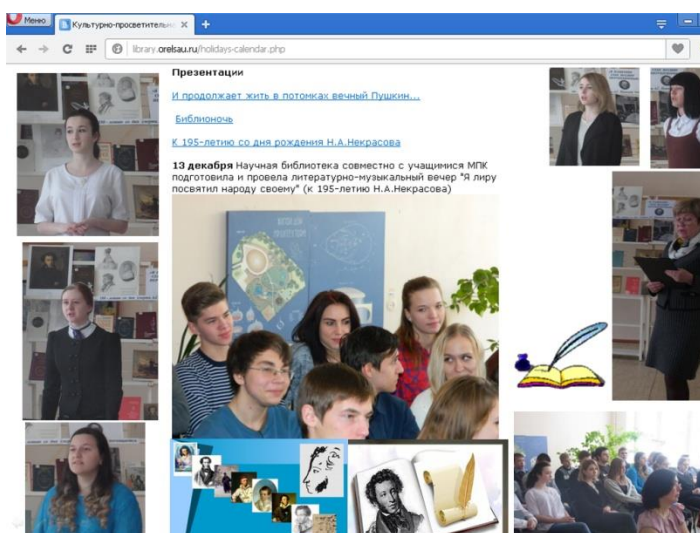 Меню
Культурно-просветительн
library.orelsau.ru/holidays-calendar.php
Презентации
И продолжает жить в потомках вечный Пушкин...
Библионочь
К 195-летию со дня рождения Н.А.Некрасова
13 декабря Научная библиотека совместно с учащимися МПК
подготовила и провела литературно-музыкальный вечер "Я лиру
посвятил народу своему" (к 195-летию Н.А.Некрасова)